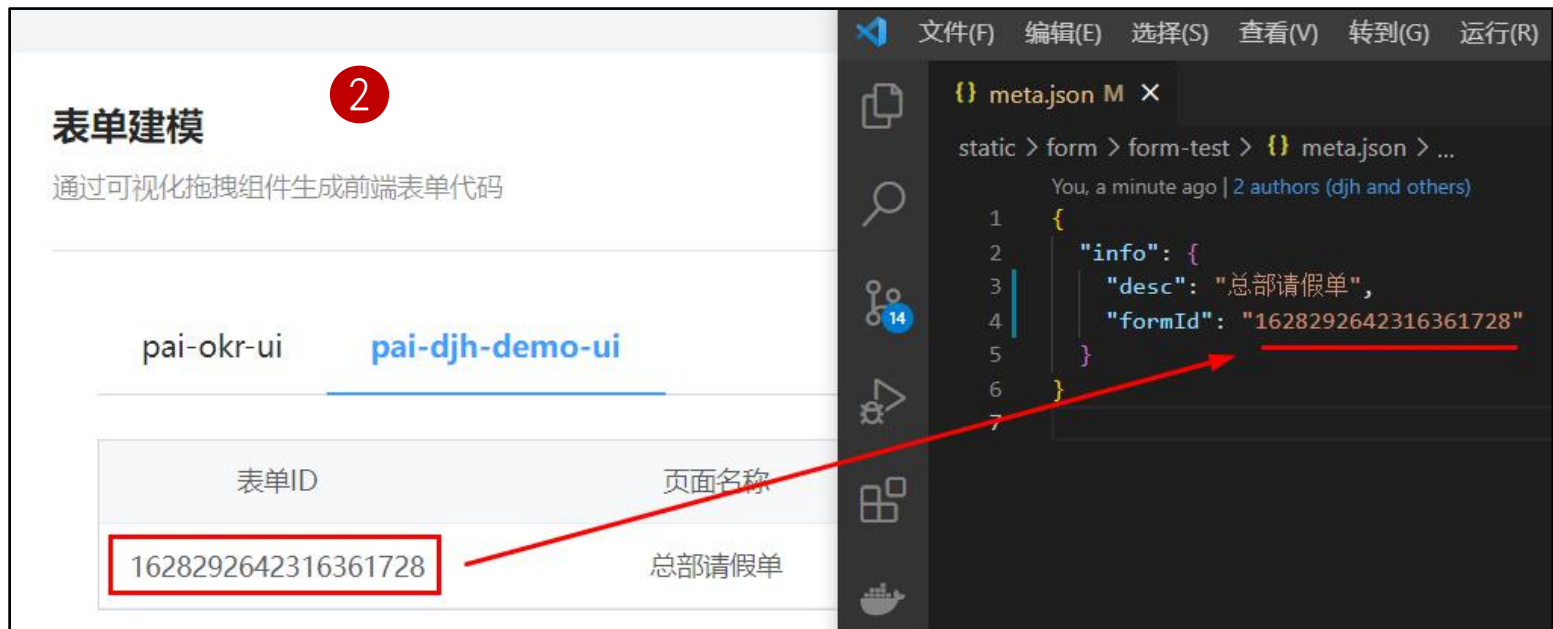 2
表单建模
通过可视化拖拽组件生成前端表单代码
pai-okr-ui pai-djh-demo-ui
表单ID 页面名称
1628292642316361728 总部请假单
文件(F) 编辑(E) 选择(S) 查看(V) 转到(G) 运行(R)
{} meta.json M ×
static > form > form-test > {} meta.json > ...
You, a minute ago | 2 authors (djh and others)
1 {
2 "info": {
3 "desc": "总部请假单",
4 "formId": "1628292642316361728"
5 }
6 }
7
14